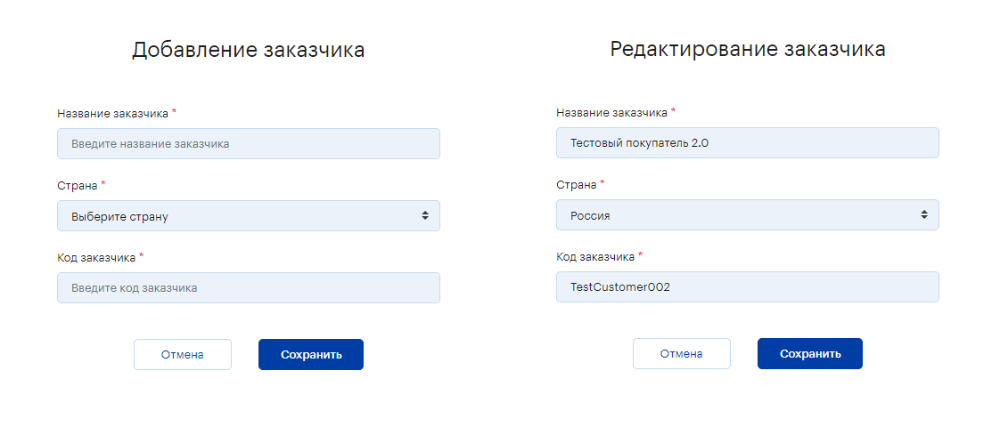 Добавление заказчика
Название заказчика *
Введите название заказчика
Страна *
Выберите страну
Код заказчика *
Введите код заказчика
Отмена
Сохранить
Редактирование заказчика
Название заказчика *
Тестовый покупатель 2.0
Страна *
Россия
Код заказчика *
TestCustomer002
Отмена
Сохранить